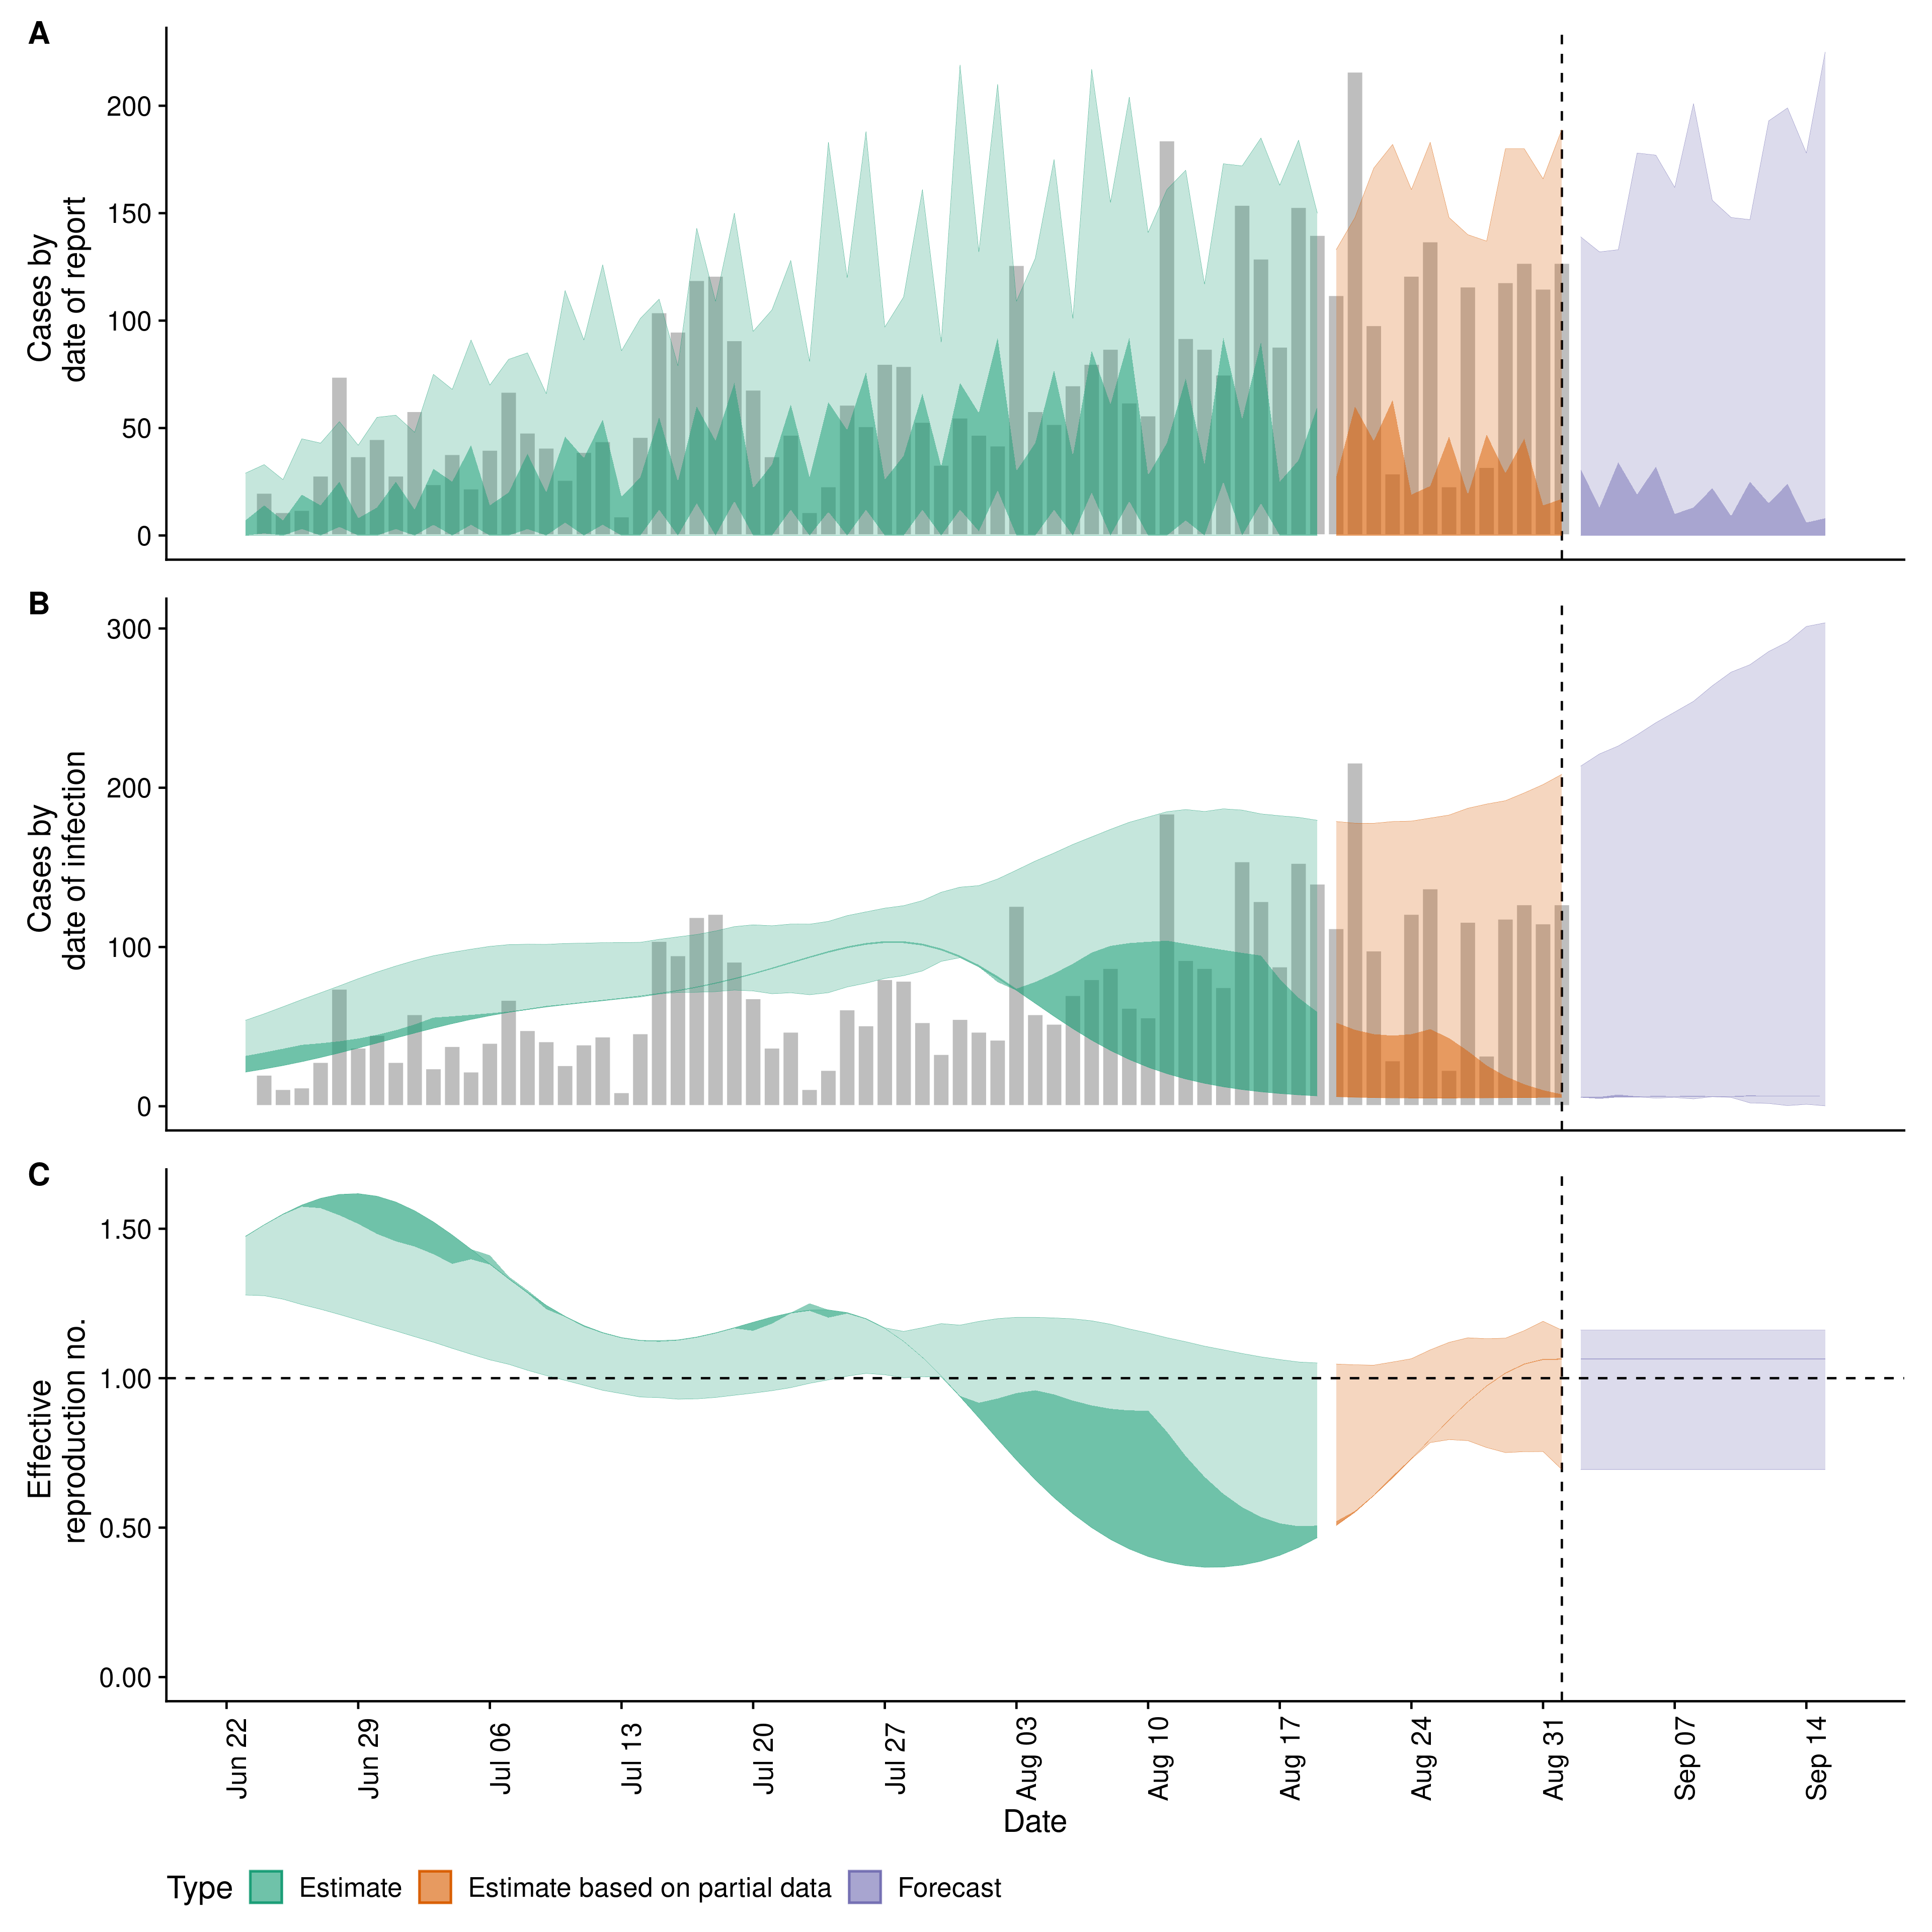 A
Cases by
date of report
200
150
100
50
0
B
Cases by
date of infection
300
200
100
0
C
Effective
reproduction no.
1.50
1.00
0.50
0.00
Jun 22
Jun 29
Jul 06
Jul 13
Jul 20
Jul 27
Aug 03
Aug 10
Aug 17
Aug 24
Aug 31
Sep 07
Sep 14
Date
Type Estimate Estimate based on partial data Forecast